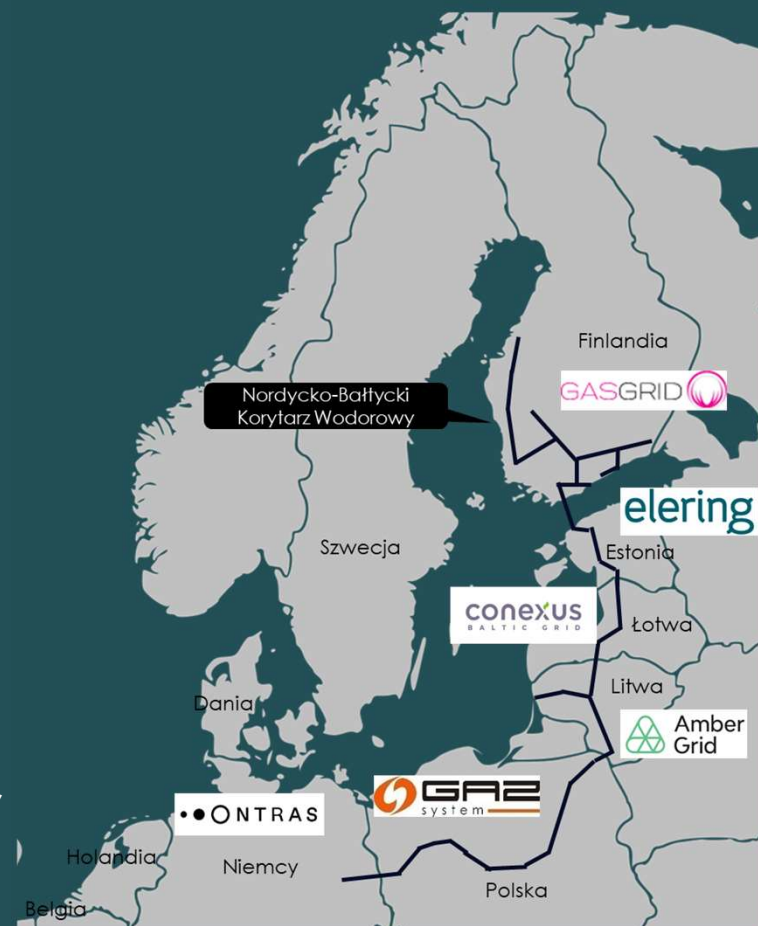 Finlandia
GASGRID
Nordycko-Bałtycki
Korytarz Wodorowy
elering
Szwecja
Estonia
conexus
BALTIC GRID
Łotwa
Litwa
Dania
Amber
Grid
GAZ
system
ONTRAS
Holandia
Niemcy
Polska
Belgia